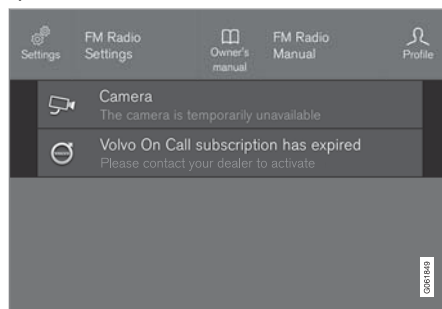 Settings
FM Radio
Settings
Owner's
manual
FM Radio
Manual
Profile
Camera
The camera is temporarily unavailable
Volvo On Call subscription has expired
Please contact your dealer to activate
G061849